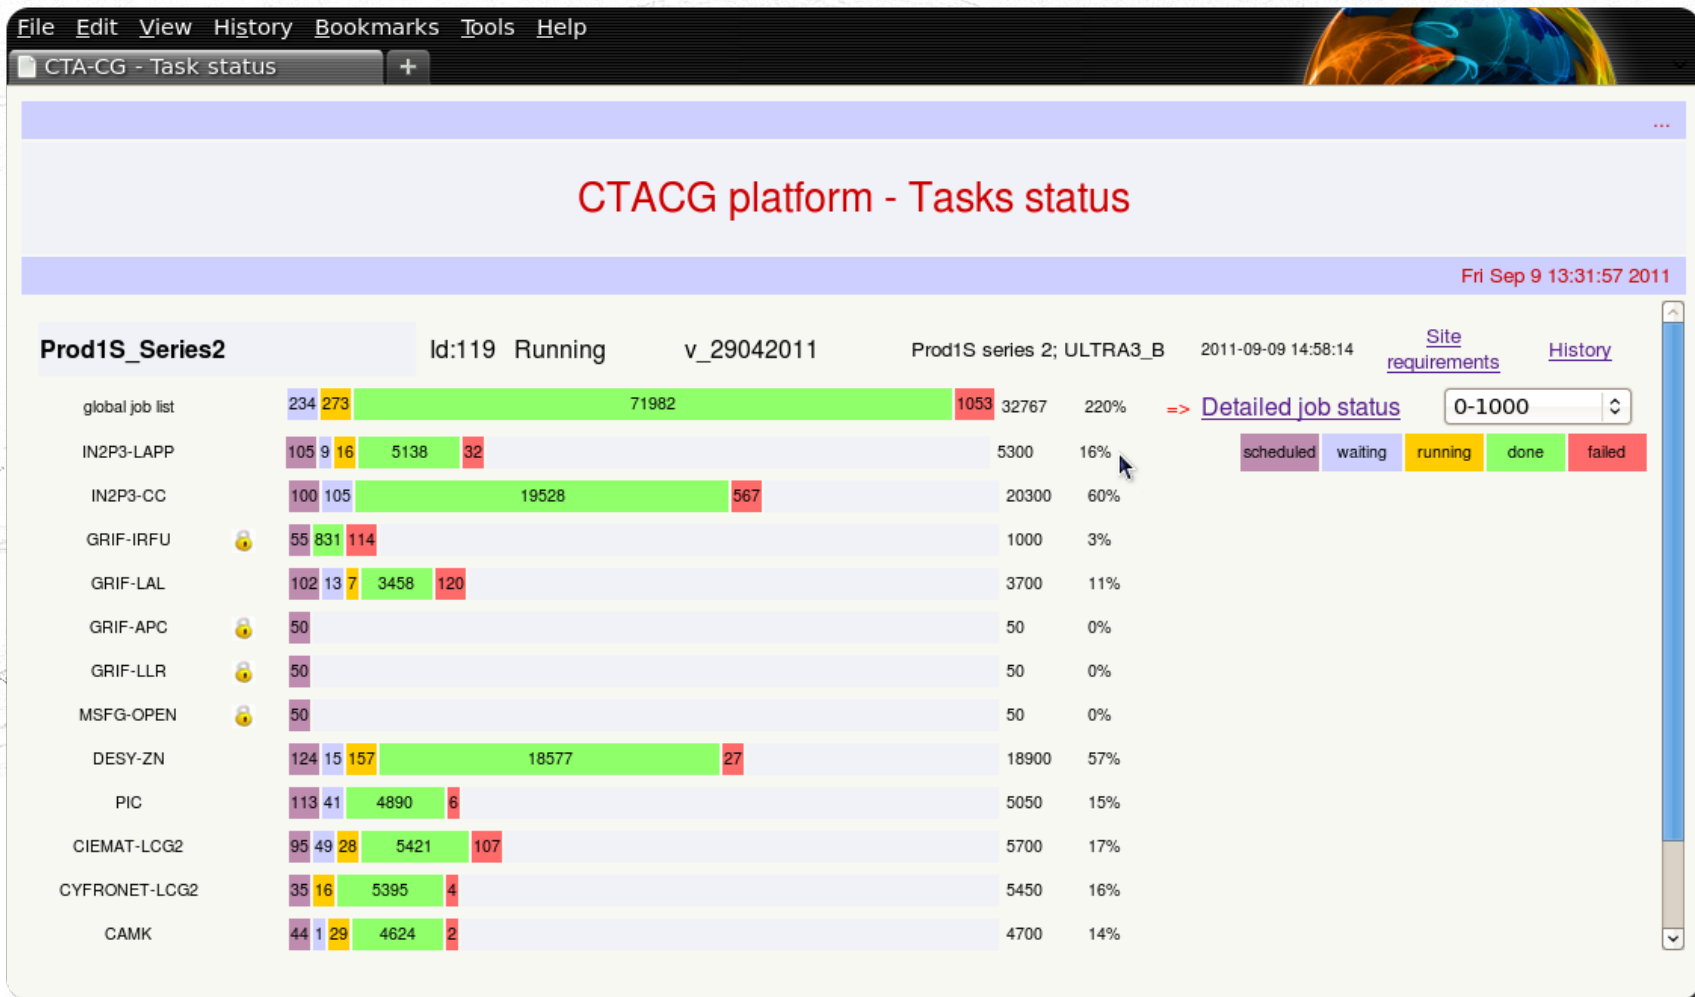 File Edit View History Bookmarks Tools Help
CTA-CG - Task status +
...
CTACG platform - Tasks status
Fri Sep 9 13:31:57 2011
Prod1S_Series2 Id:119 Running v_29042011 Prod1S series 2; ULTRA3_B 2011-09-09 14:58:14 Site requirements History
global job list 234 273 71982 1053 32767 220% => Detailed job status 0-1000
IN2P3-LAPP 105 9 16 5138 32 5300 16% scheduled waiting running done failed
IN2P3-CC 100 105 19528 567 20300 60%
GRIF-IRFU 55 831 114 1000 3%
GRIF-LAL 102 13 7 3458 120 3700 11%
GRIF-APC 50 50 0%
GRIF-LLR 50 50 0%
MSFG-OPEN 50 50 0%
DESY-ZN 124 15 157 18577 27 18900 57%
PIC 113 41 4890 6 5050 15%
CIEMAT-LCG2 95 49 28 5421 107 5700 17%
CYFRONET-LCG2 35 16 5395 4 5450 16%
CAMK 44 1 29 4624 2 4700 14%